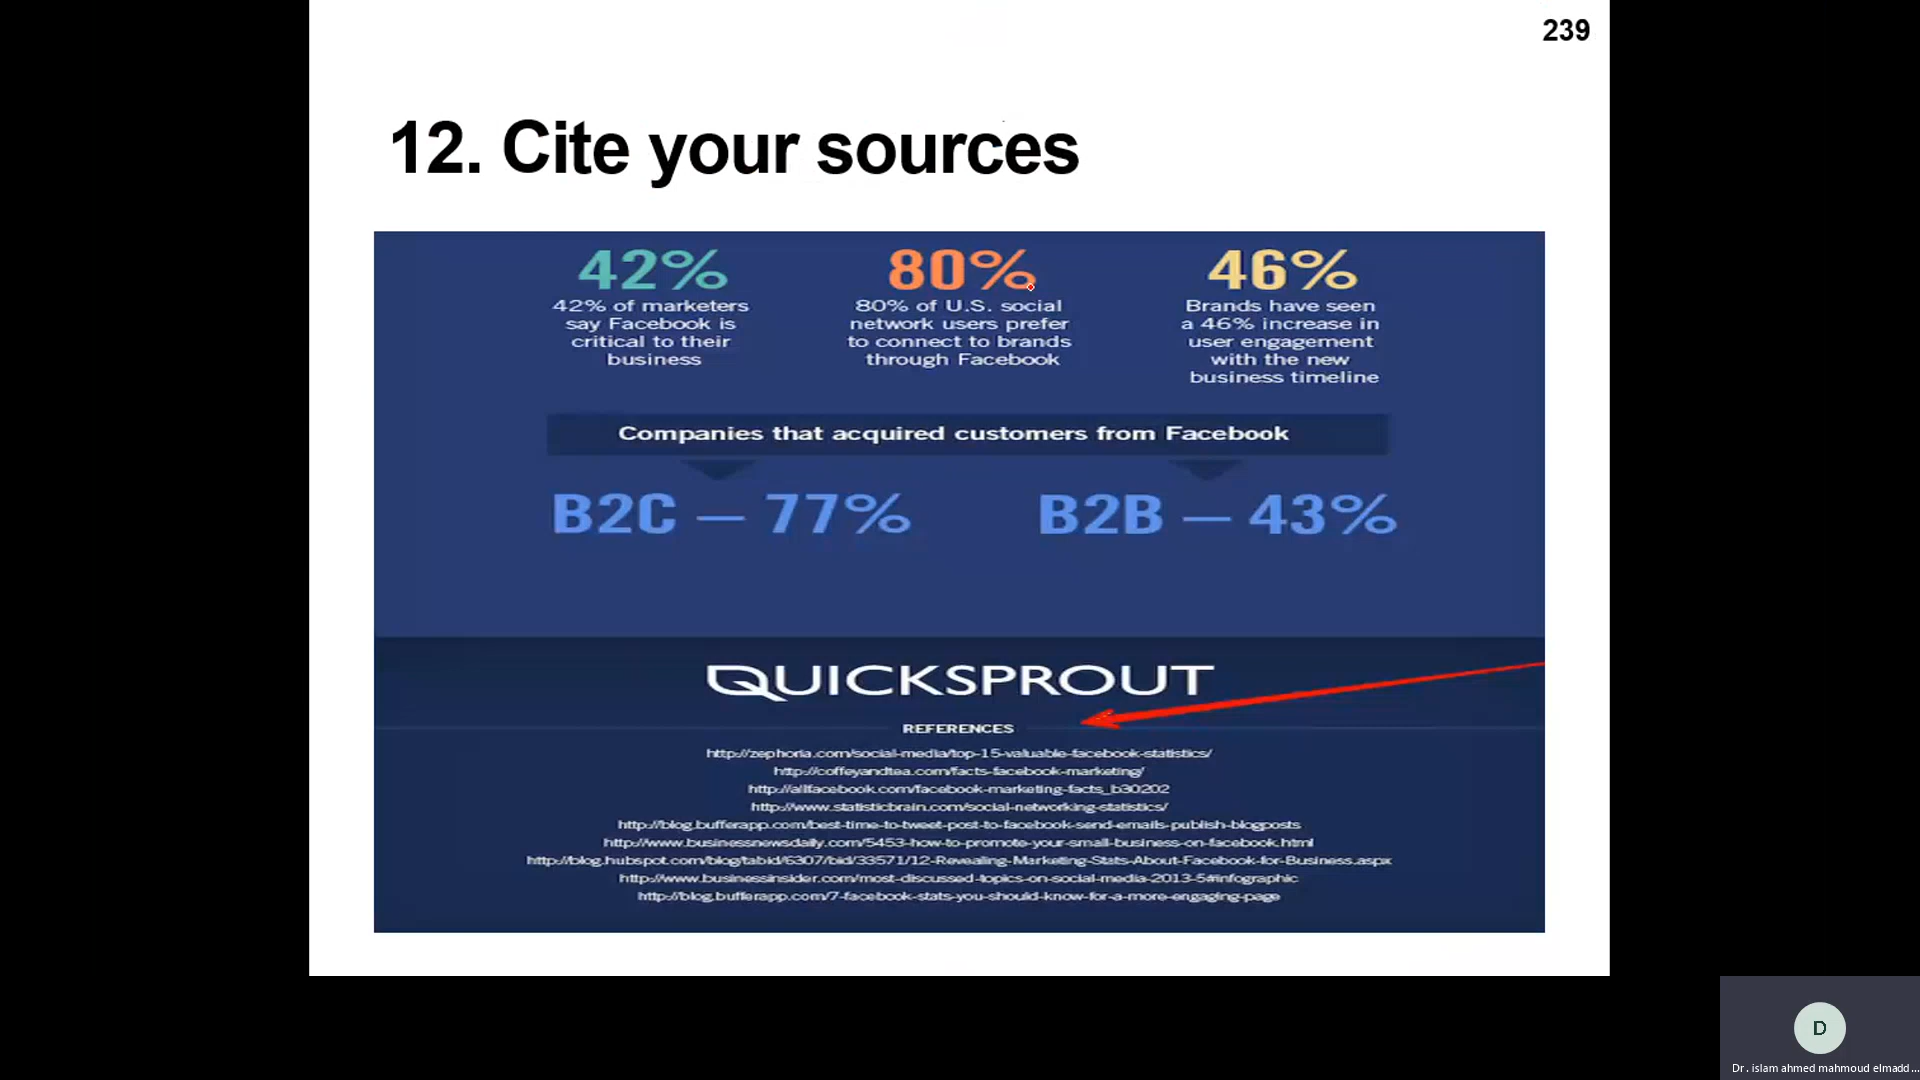 239
12. Cite your sources
42%
42% of marketers
say Facebook is
critical to their
business
80%
80% of U.S. social
network users prefer
to connect to brands
through Facebook
46%
Brands have seen
a 46% increase in
user engagement
with the new
business timeline
Companies that acquired customers from Facebook
B2C – 77%
B2B – 43%
QUICKSPROUT
REFERENCES
http://zephoria.com/social-media/top-15-valuable-facebook-statistics/
http://coffeyandtea.com/facts-facebook-marketing/
http://allfacebook.com/facebook-marketing-facts_b30202
http://www.statisticbrain.com/social-networking-statistics/
http://blog.bufferapp.com/best-time-to-tweet-post-to-facebook-send-emails-publish-blogposts
http://www.businessnewsdaily.com/5453-how-to-promote-your-small-business-on-facebook.html
http://blog.hubspot.com/blog/tabid/6307/bid/33571/12-Revealing-Marketing-Stats-About-Facebook-for-Business.aspx
http://www.businessinsider.com/most-discussed-topics-on-social-media-2013-5#infographic
http://blog.bufferapp.com/7-facebook-stats-you-should-know-for-a-more-engaging-page
D
Dr. islam ahmed mahmoud elmadd...